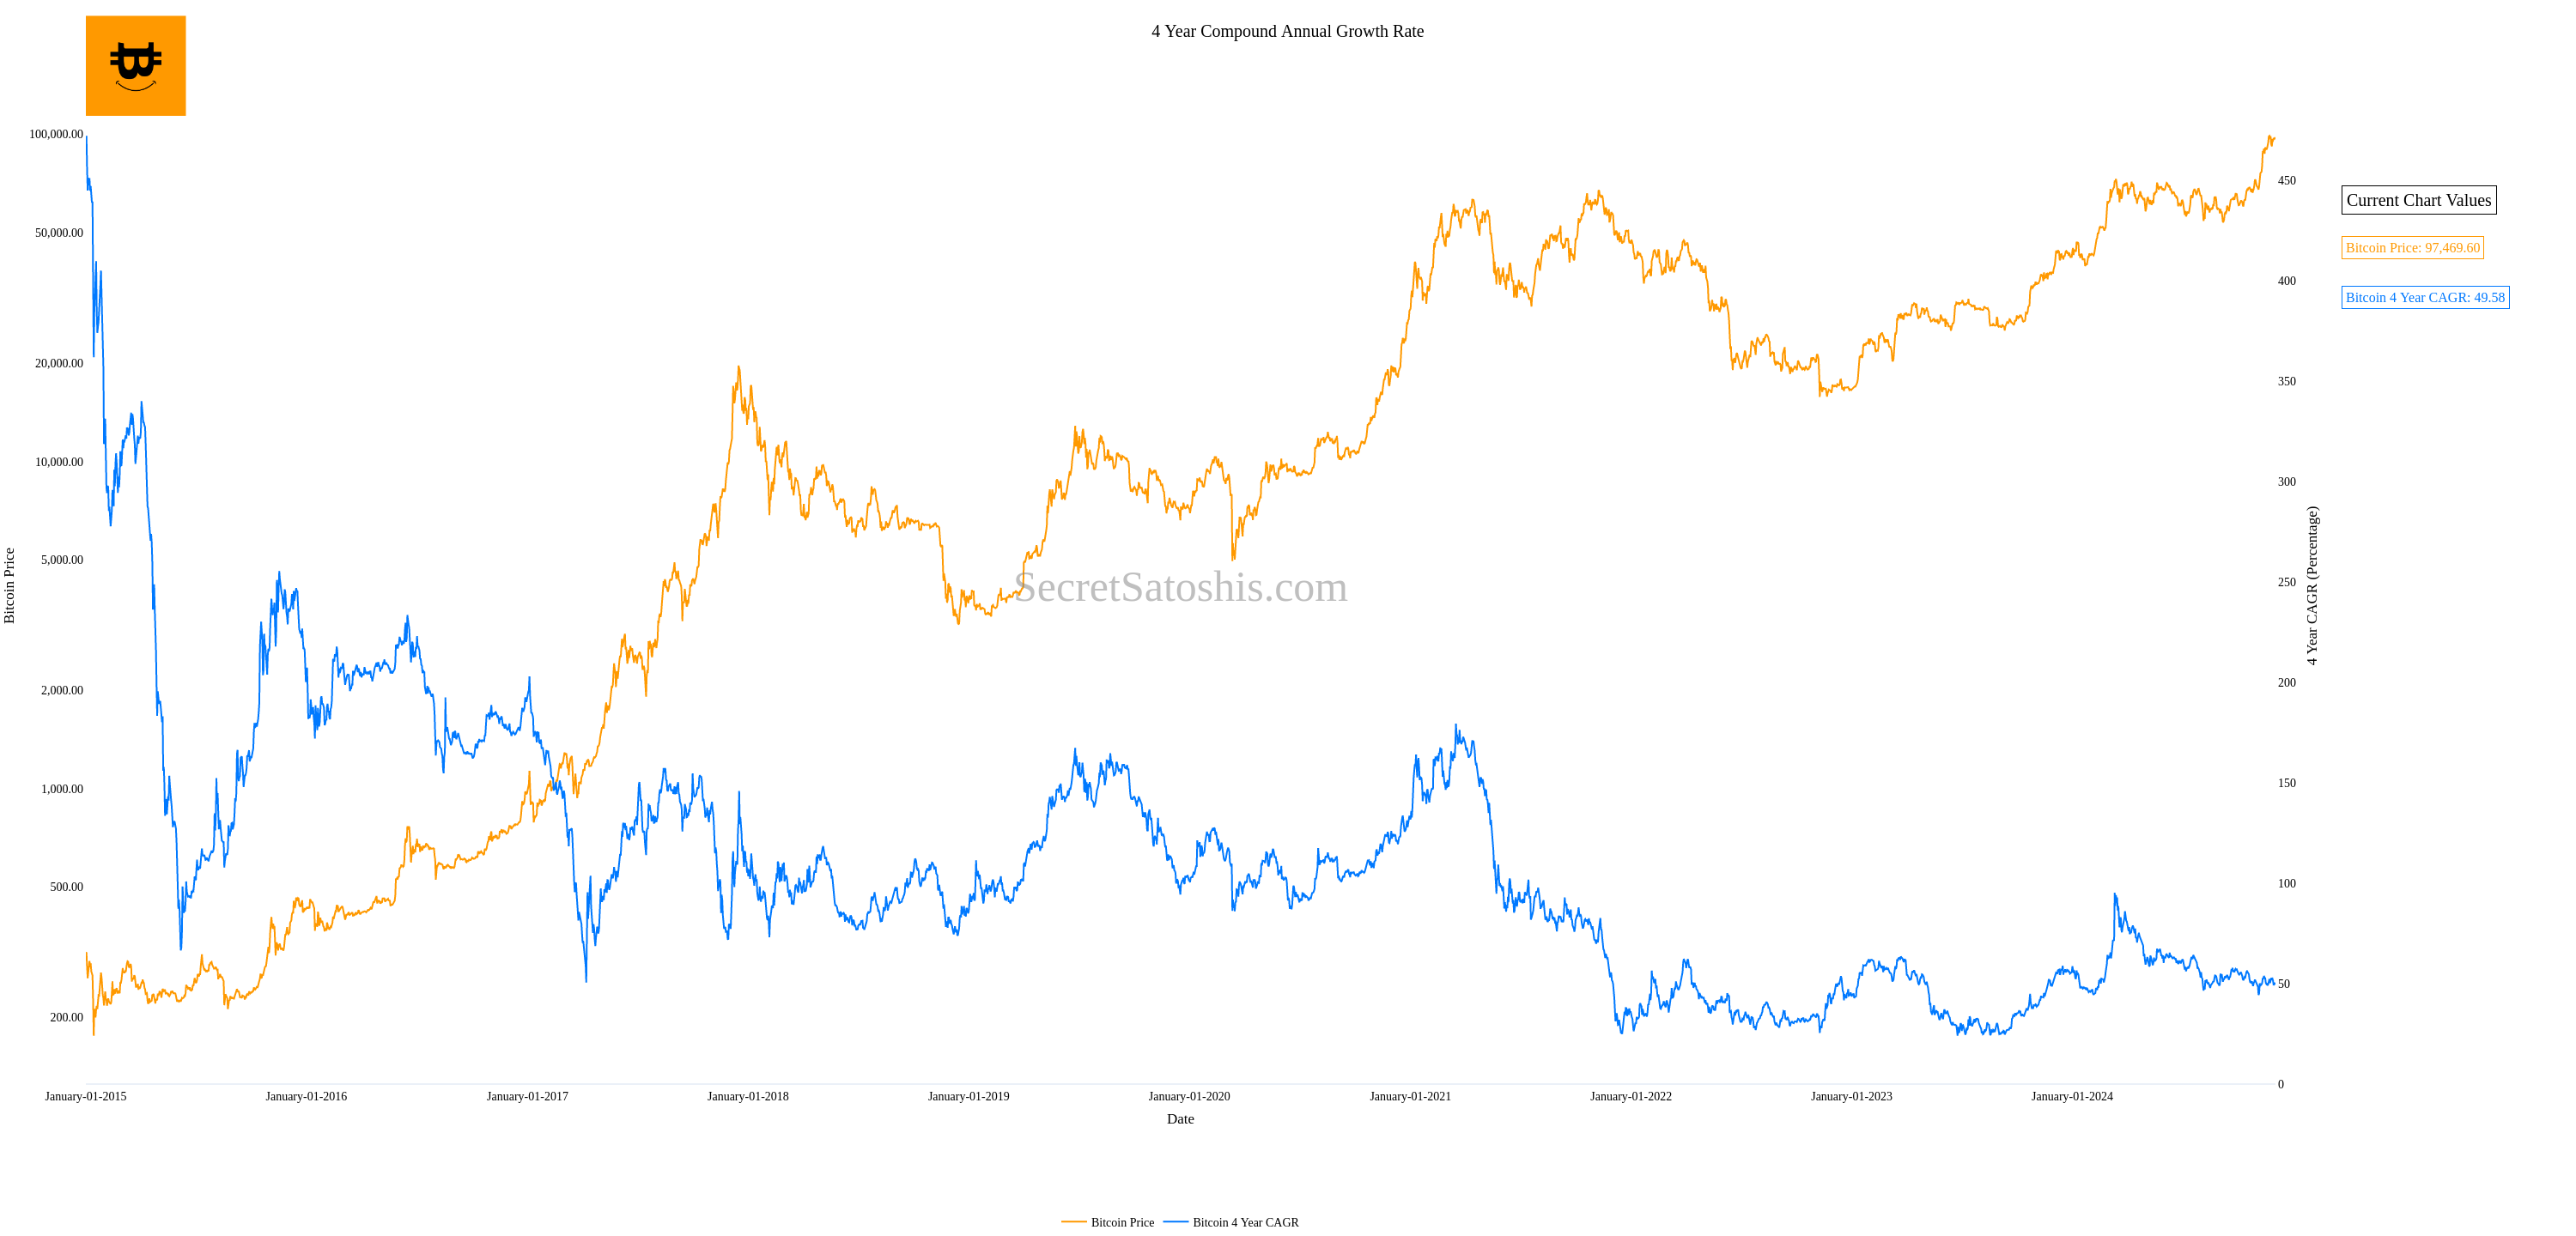 4 Year Compound Annual Growth Rate
100,000.00
50,000.00
20,000.00
10,000.00
5,000.00
2,000.00
1,000.00
500.00
200.00
Bitcoin Price
450
400
350
300
250
200
150
100
50
0
4 Year CAGR (Percentage)
Current Chart Values
Bitcoin Price: 97,469.60
Bitcoin 4 Year CAGR: 49.58
SecretSatoshis.com
January-01-2015
January-01-2016
January-01-2017
January-01-2018
January-01-2019
January-01-2020
January-01-2021
January-01-2022
January-01-2023
January-01-2024
Date
Bitcoin Price
Bitcoin 4 Year CAGR